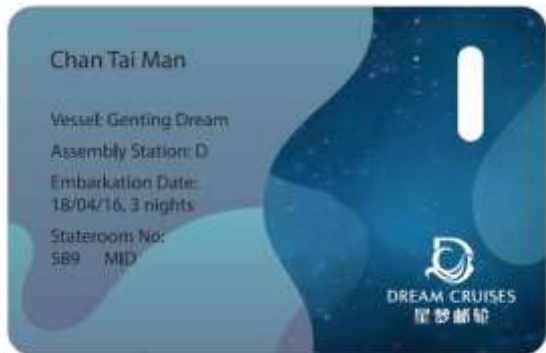 Chan Tai Man
Vessel: Genting Dream
Assembly Station: D
Embarkation Date:
18/04/16, 3 nights
Stateroom No:
589 MID
DREAM CRUISES
星梦邮轮